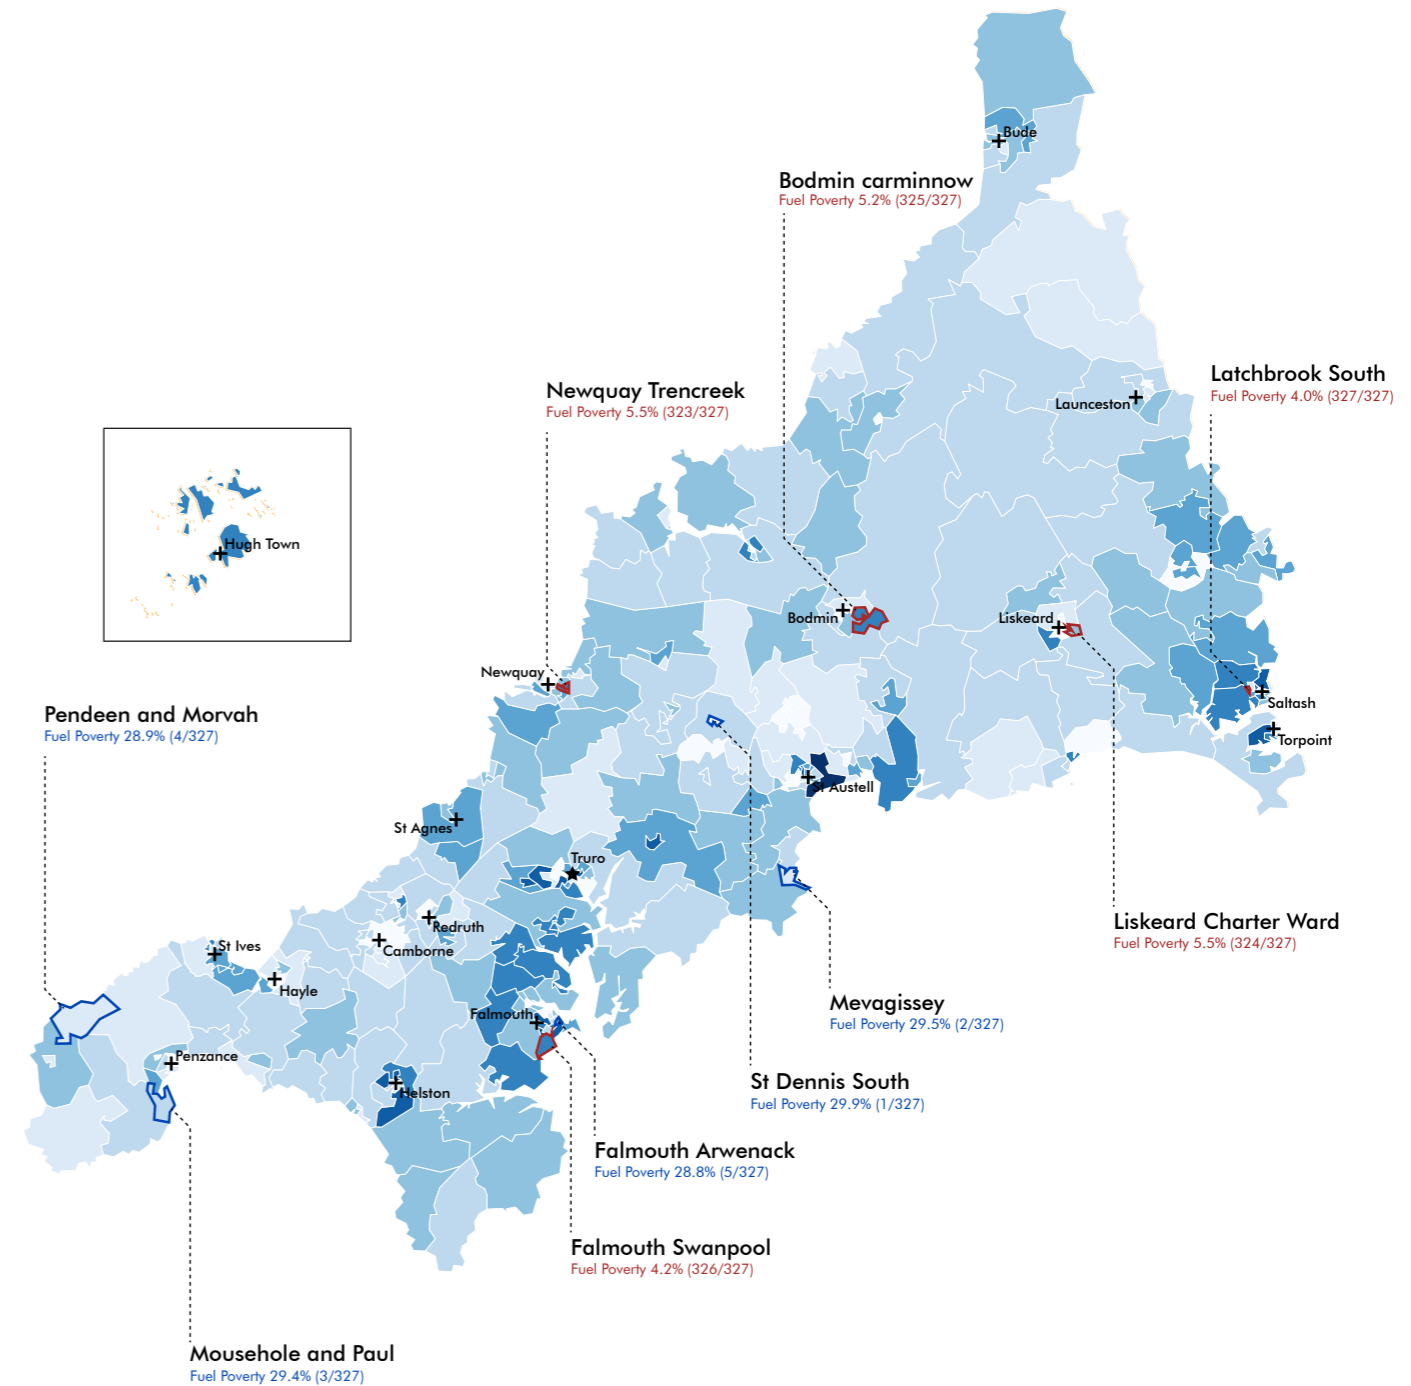 Bude
Bodmin carminnow
Fuel Poverty 5.2% (325/327)
Latchbrook South
Fuel Poverty 4.0% (327/327)
Newquay Trencreek
Fuel Poverty 5.5% (323/327)
Launceston
Hugh Town
Bodmin
Liskeard
Newquay
Saltash
Pendeen and Morvah
Fuel Poverty 28.9% (4/327)
Torpoint
St Austell
St Agnes
Truro
Liskeard Charter Ward
Fuel Poverty 5.5% (324/327)
Redruth
St Ives
Camborne
Hayle
Mevagissey
Fuel Poverty 29.5% (2/327)
Falmouth
Penzance
St Dennis South
Fuel Poverty 29.9% (1/327)
Helston
Falmouth Arwenack
Fuel Poverty 28.8% (5/327)
Falmouth Swanpool
Fuel Poverty 4.2% (326/327)
Mousehole and Paul
Fuel Poverty 29.4% (3/327)